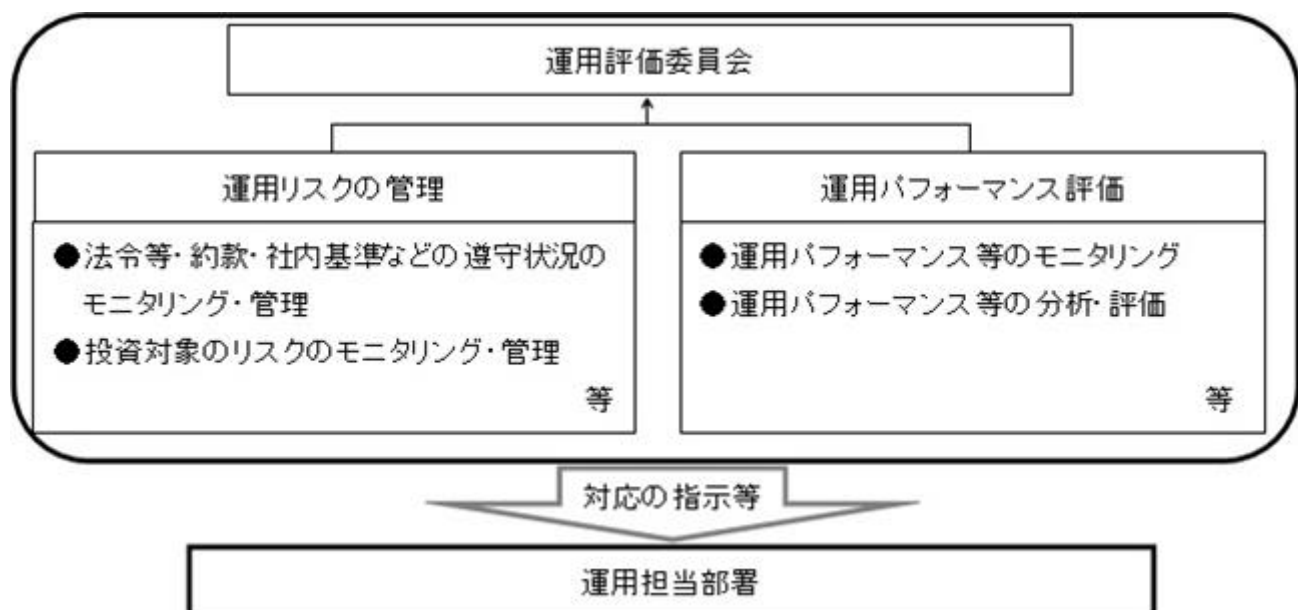 運用評価委員会
運用リスクの管理
●法令等・約款・社内基準などの遵守状況の
モニタリング・管理
●投資対象のリスクのモニタリング・管理
等
運用パフォーマンス評価
●運用パフォーマンス等のモニタリング
●運用パフォーマンス等の分析・評価
等
対応の指示等
運用担当部署